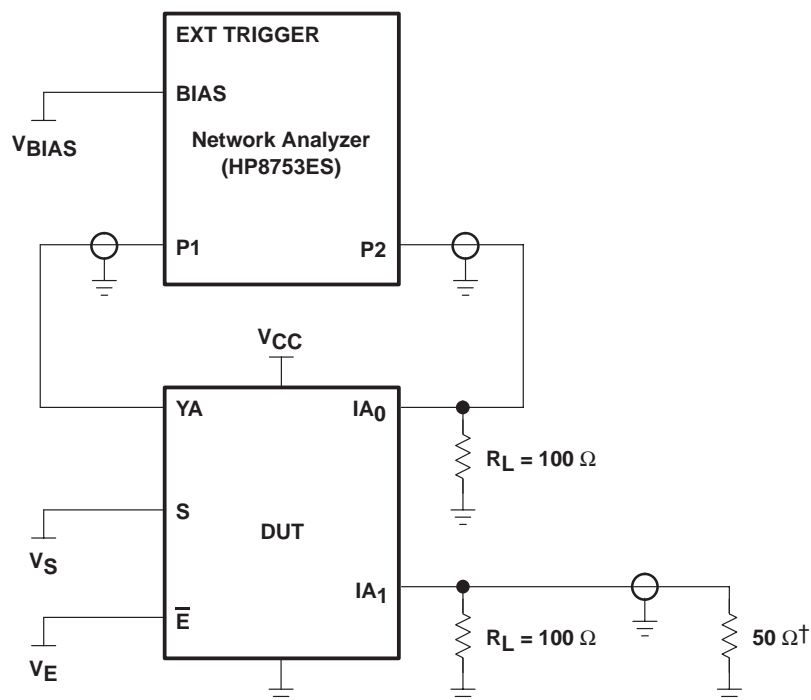 EXT TRIGGER
BIAS
VBIAS
Network Analyzer
(HP8753ES)
P1
P2
VCC
YA
IA0
RL = 100 Ω
S
DUT
VS
IA1
E̅
RL = 100 Ω
50 Ω†
VE